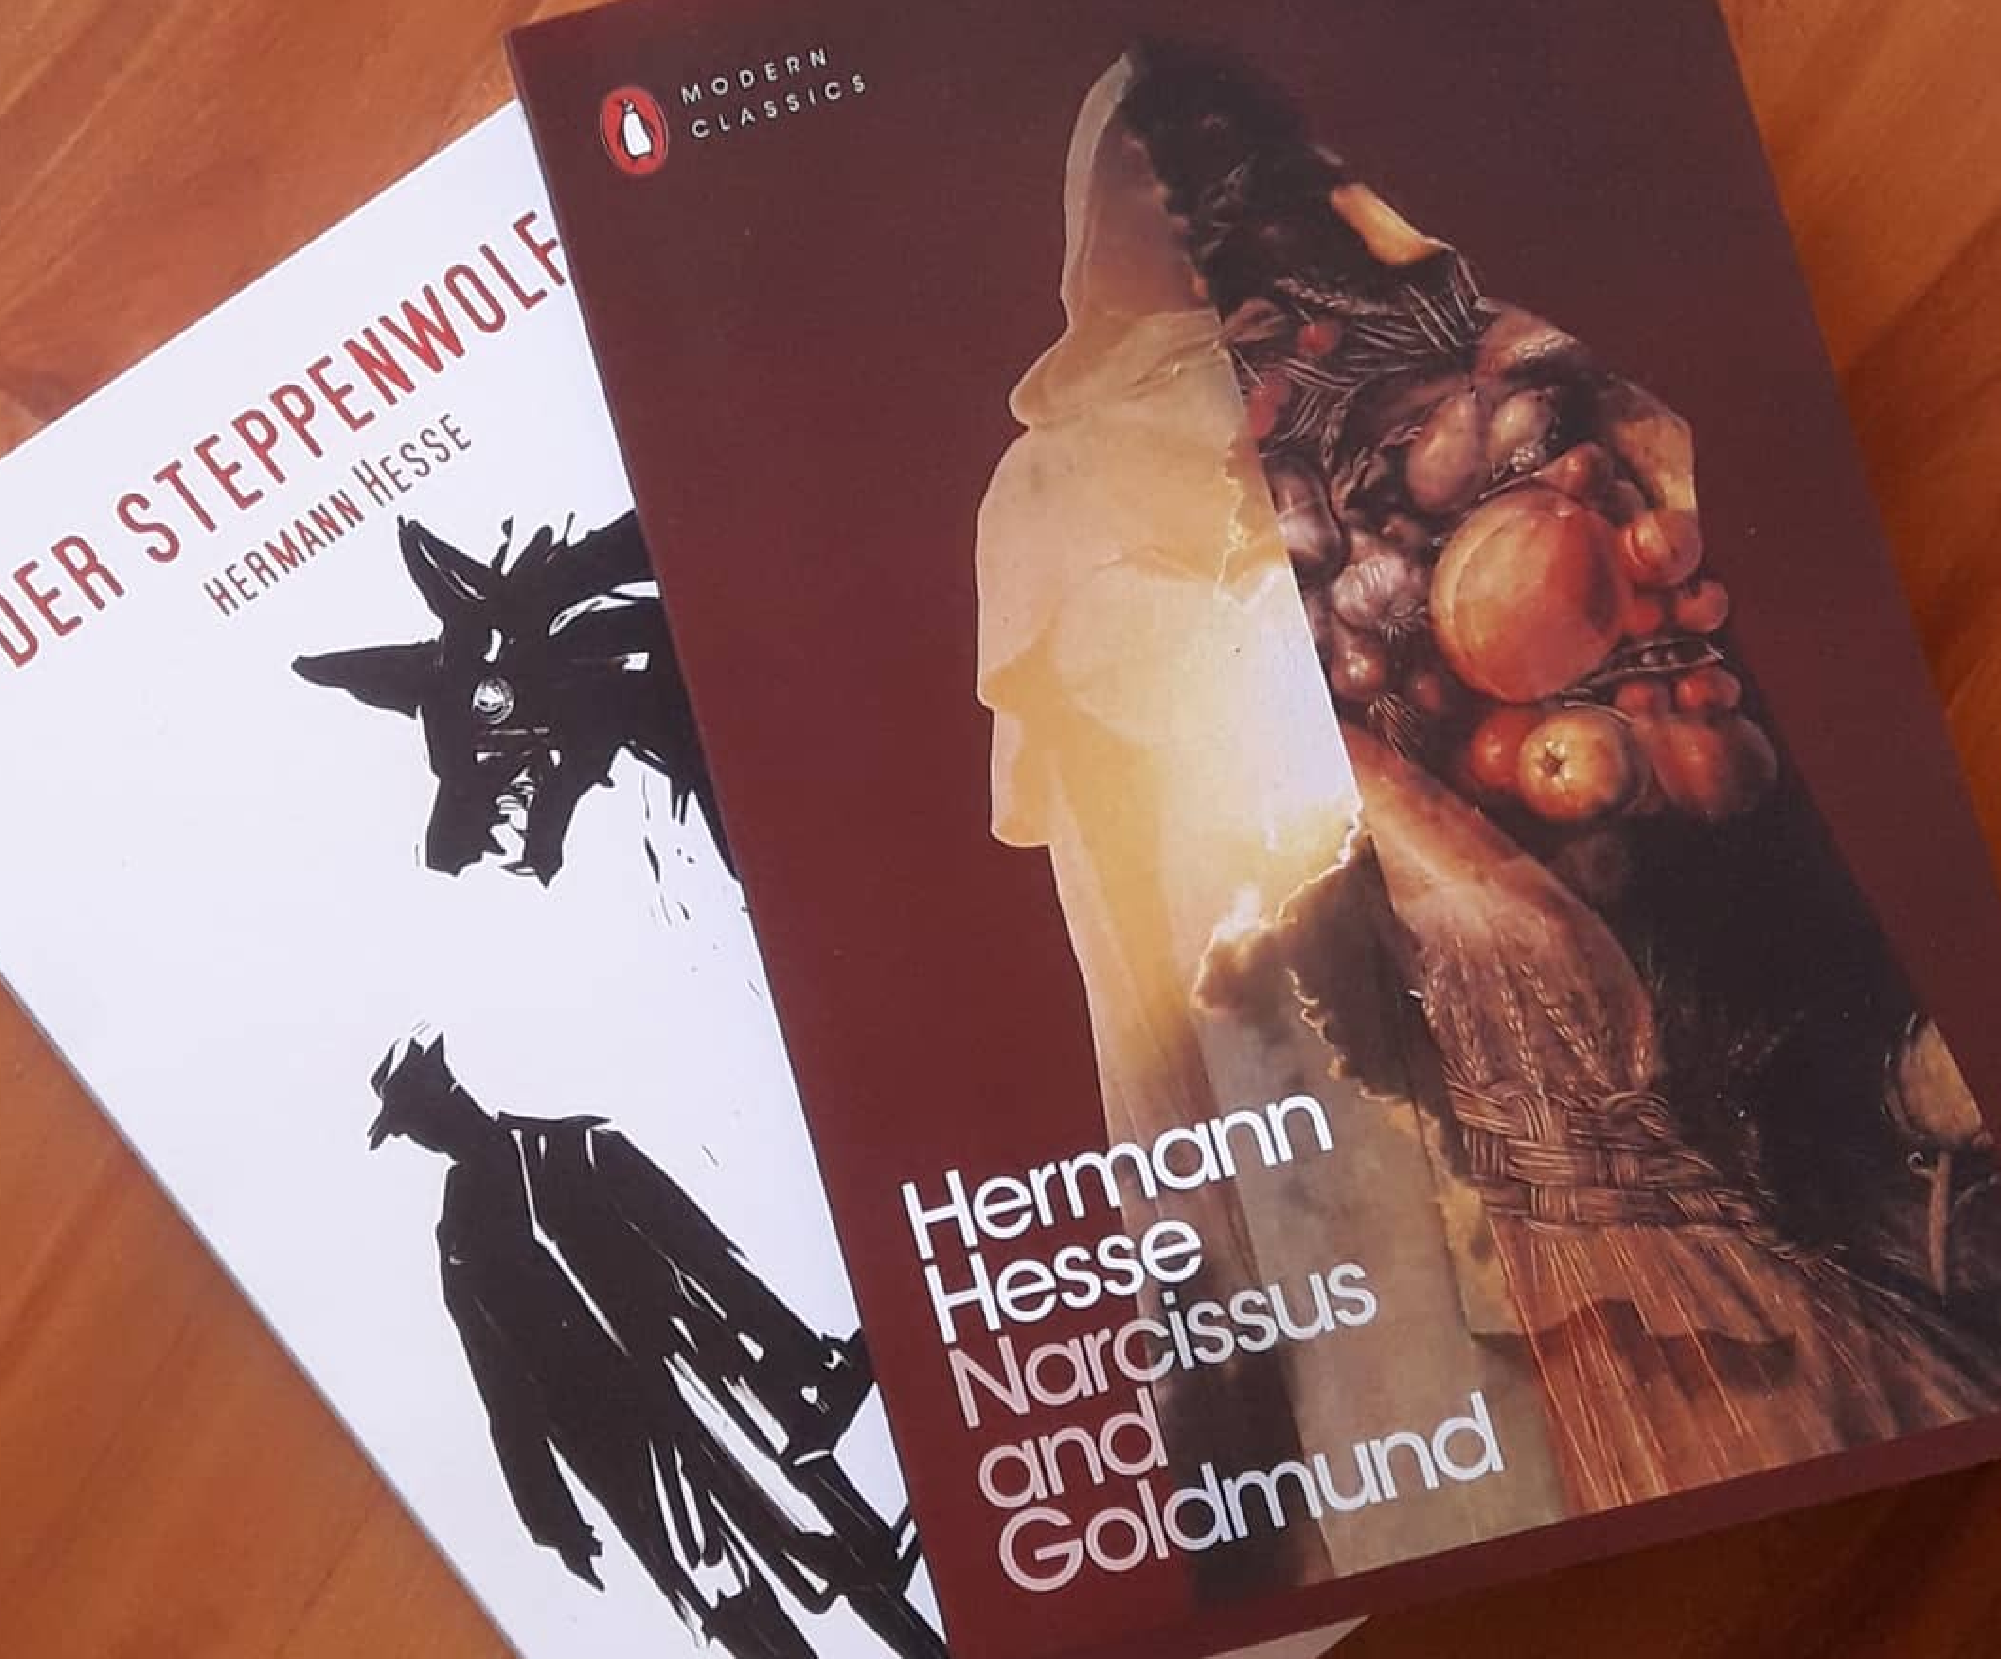 DER STEPPENWOLF
HERMANN HESSE
MODERN
CLASSICS
Hermann
Hesse
Narcissus
and
Goldmund